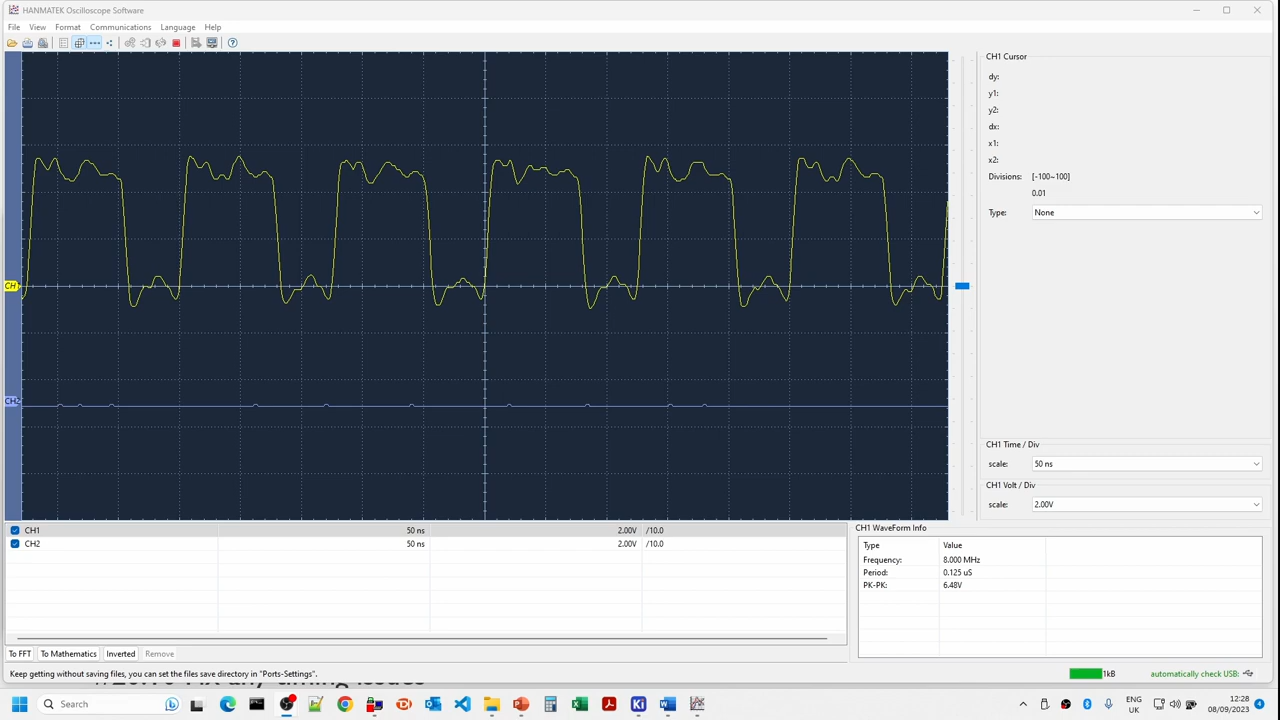 HANMATEK Oscilloscope Software
File View Format Communications Language Help
CH1 Cursor
dy:
y1:
y2:
dx:
x1:
x2:
Divisions: [-100~100]
0.01
Type: None
CH
CH2
CH1 Time / Div
scale: 50 ns
CH1 Volt / Div
scale: 2.00V
CH1 50 ns 2.00V /10.0
CH2 50 ns 2.00V /10.0
CH1 WaveForm Info
Type Value
Frequency: 8.000 MHz
Period: 0.125 uS
PK-PK: 6.48V
To FFT To Mathematics Inverted Remove
Keep getting without saving files, you can set the files save directory in "Ports-Settings".
1kB automatically check USB:
Search
ENG
UK
12:28
08/09/2023
4